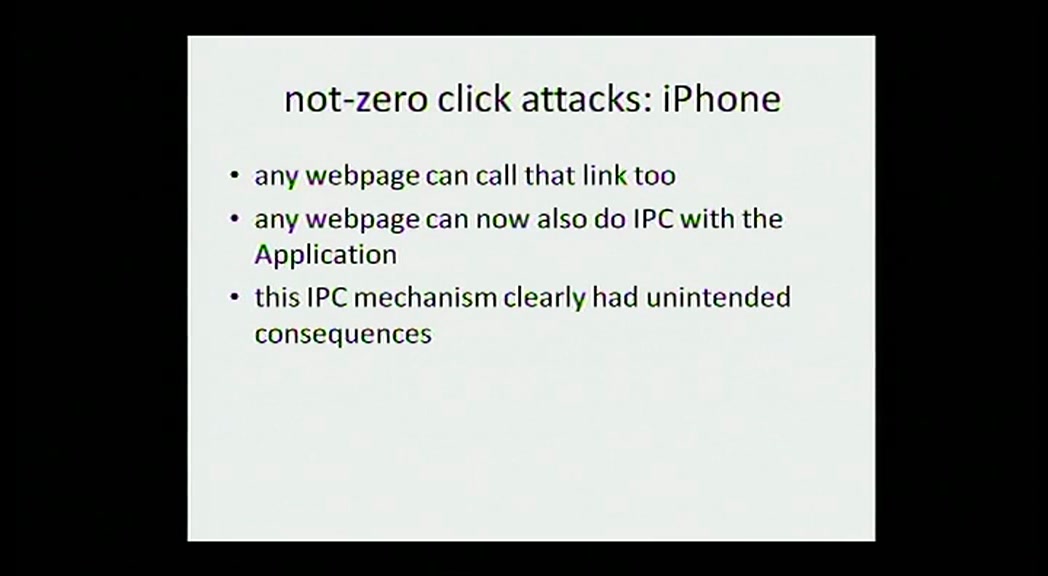 not-zero click attacks: iPhone
• any webpage can call that link too
• any webpage can now also do IPC with the
Application
• this IPC mechanism clearly had unintended
consequences